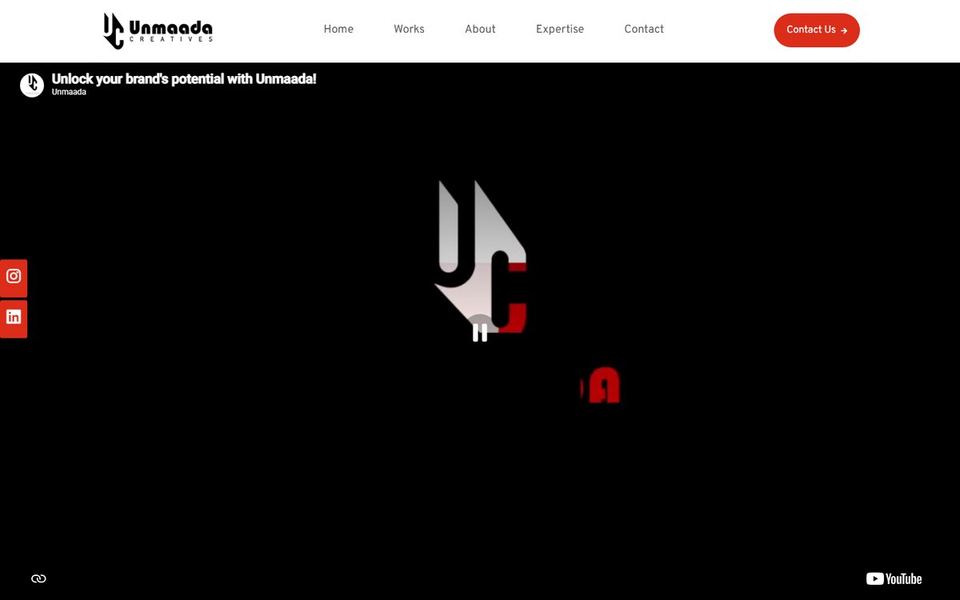 Unmaada
CREATIVES
Home
Works
About
Expertise
Contact
Contact Us →
Unlock your brand's potential with Unmaada!
Unmaada
A
YouTube